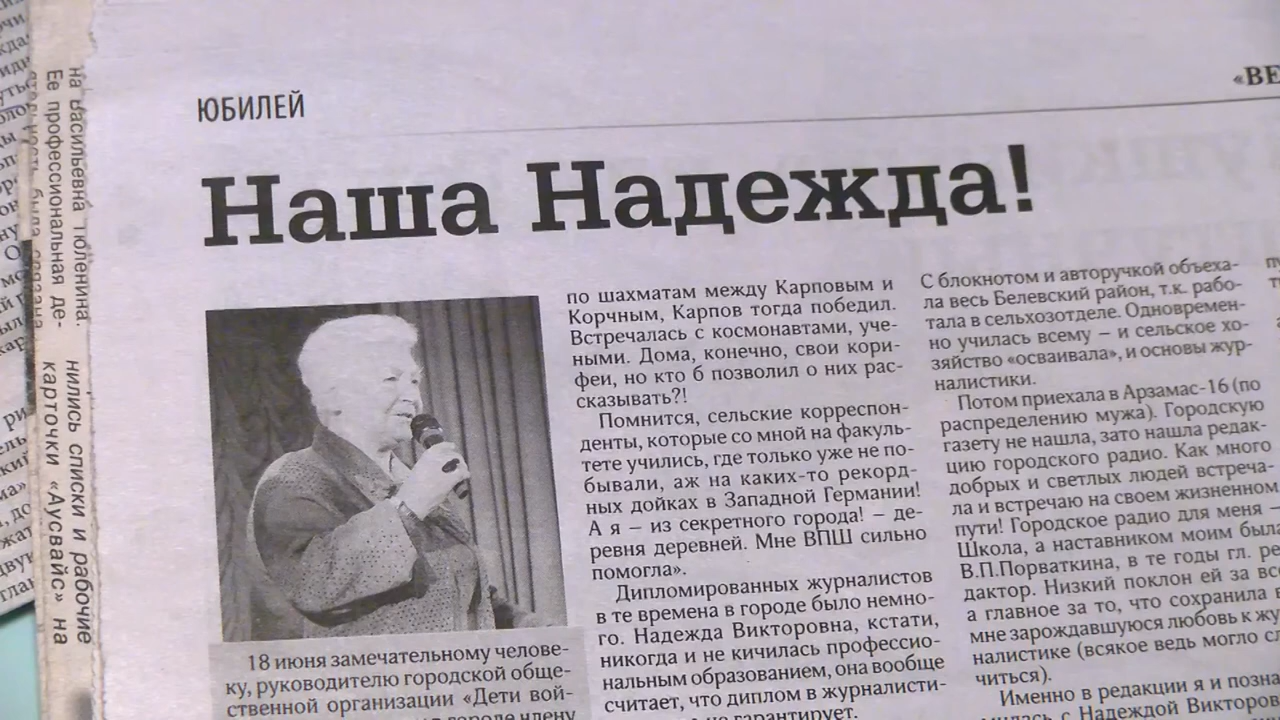 ЮБИЛЕЙ
«ВЕ
Наша Надежда!
18 июня замечательному челове-
ку, руководителю городской обще-
ственной организации «Дети вой-
городе члену
по шахматам между Карповым и
Корчным, Карпов тогда победил.
Встречалась с космонавтами, уче-
ными. Дома, конечно, свои кори-
феи, но кто б позволил о них рас-
сказывать?!
Помнится, сельские корреспон-
денты, которые со мной на факуль-
тете учились, где только уже не по-
бывали, аж на каких-то рекорд-
ных дойках в Западной Германии!
А я – из секретного города! – де-
ревня деревней. Мне ВПШ сильно
помогла».
Дипломированных журналистов
в те времена в городе было немно-
го. Надежда Викторовна, кстати,
никогда и не кичилась профессио-
нальным образованием, она вообще
считает, что диплом в журналисти-
не гарантирует.
С блокнотом и авторучкой объеха-
ла весь Белевский район, т.к. рабо-
тала в сельхозотделе. Одновремен-
но училась всему – и сельское хо-
зяйство «осваивала», и основы жур-
налистики.
Потом приехала в Арзамас-16 (по
распределению мужа). Городскую
газету не нашла, зато нашла редак-
цию городского радио. Как много
добрых и светлых людей встреча-
ла и встречаю на своем жизненном
пути! Городское радио для меня –
Школа, а наставником моим была
В.П.Порваткина, в те годы гл. ре
дактор. Низкий поклон ей за все
а главное за то, что сохранила в
мне зарождавшуюся любовь к жу
налистике (всякое ведь могло сл
читься).
Именно в редакции я и позна
милась с Надеждой Викторов
на Васильевна Тюленина.
Ее профессиональная де-
ятельность была связана
нились списки и рабочие
карточки «Аусвайс» на